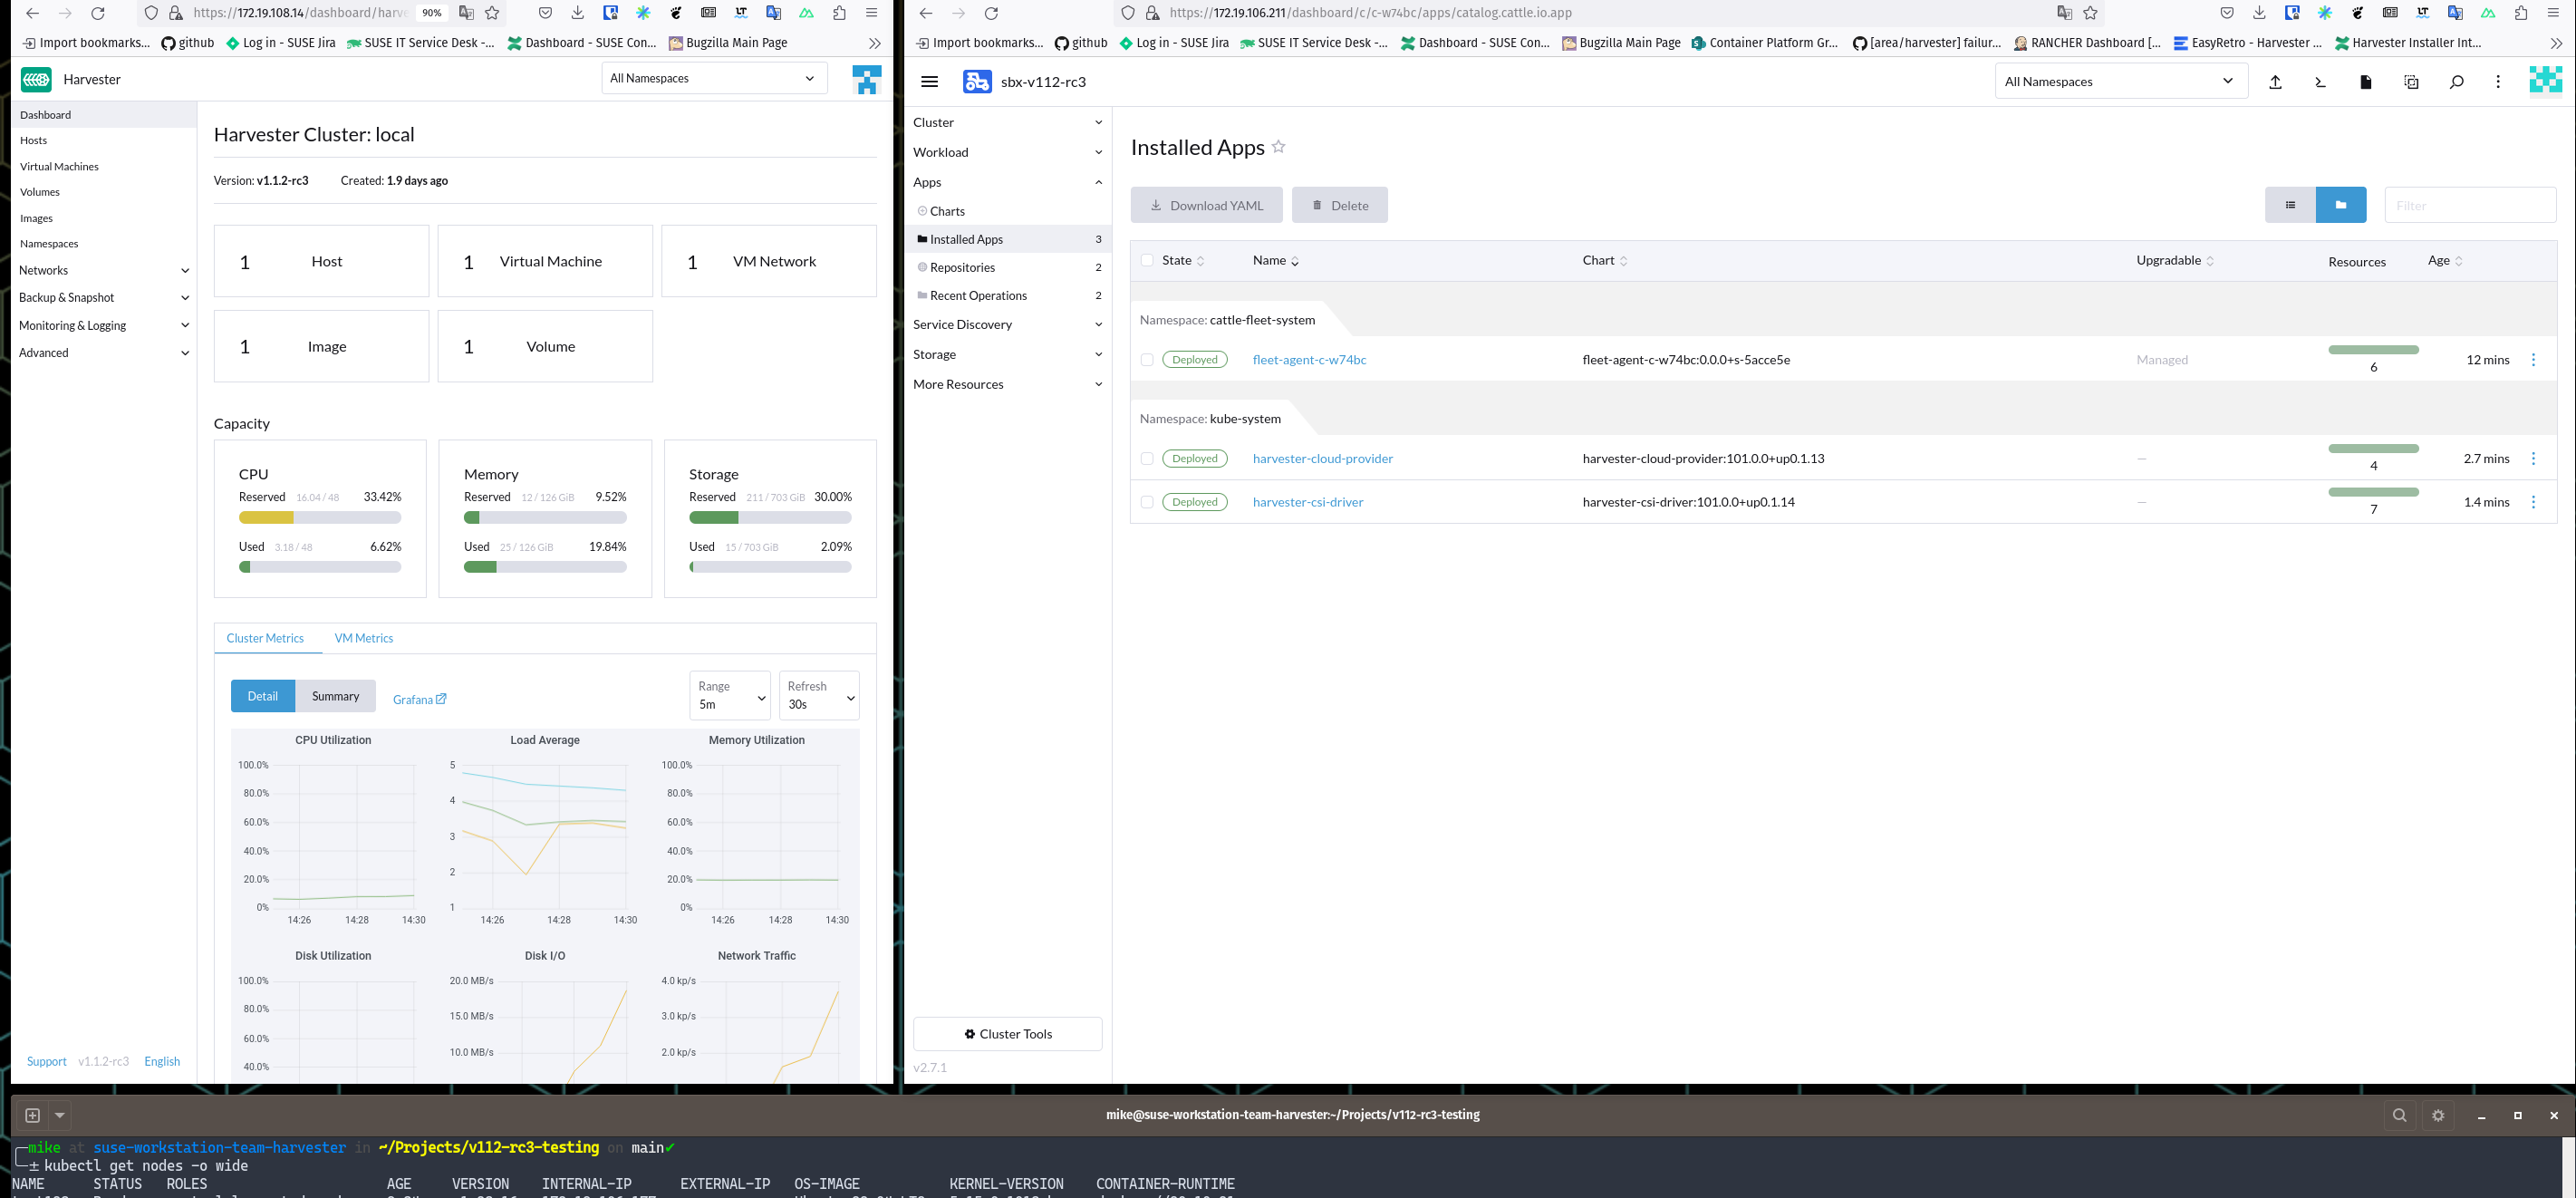 https://172.19.108.14/dashboard/harve
90%
Import bookmarks...
github
Log in - SUSE Jira
SUSE IT Service Desk -...
Dashboard - SUSE Con...
Bugzilla Main Page
Harvester
All Namespaces
Dashboard
Hosts
Virtual Machines
Volumes
Images
Namespaces
Networks
Backup & Snapshot
Monitoring & Logging
Advanced
Support v1.1.2-rc3 English
Harvester Cluster: local
Version: v1.1.2-rc3 Created: 1.9 days ago
1 Host
1 Virtual Machine
1 VM Network
1 Image
1 Volume
Capacity
CPU
Reserved 16.04 / 48 33.42%
Used 3.18 / 48 6.62%
Memory
Reserved 12 / 126 GiB 9.52%
Used 25 / 126 GiB 19.84%
Storage
Reserved 211 / 703 GiB 30.00%
Used 15 / 703 GiB 2.09%
Cluster Metrics VM Metrics
Detail Summary Grafana
Range
5m
Refresh
30s
CPU Utilization
100.0%
80.0%
60.0%
40.0%
20.0%
0%
14:26 14:28 14:30
Load Average
5
4
3
2
1
14:26 14:28 14:30
Memory Utilization
100.0%
80.0%
60.0%
40.0%
20.0%
0%
14:26 14:28 14:30
Disk Utilization
100.0%
80.0%
60.0%
40.0%
Disk I/O
20.0 MB/s
15.0 MB/s
10.0 MB/s
Network Traffic
4.0 kp/s
3.0 kp/s
2.0 kp/s
https://172.19.106.211/dashboard/c/c-w74bc/apps/catalog.cattle.io.app
Import bookmarks...
github
Log in - SUSE Jira
SUSE IT Service Desk -...
Dashboard - SUSE Con...
Bugzilla Main Page
Container Platform Gr...
[area/harvester] failur...
RANCHER Dashboard [...
EasyRetro - Harvester ...
Harvester Installer Int...
sbx-v112-rc3
All Namespaces
Cluster
Workload
Apps
Charts
Installed Apps 3
Repositories 2
Recent Operations 2
Service Discovery
Storage
More Resources
Cluster Tools
v2.7.1
Installed Apps
Download YAML
Delete
Filter
State Name Chart Upgradable Resources Age
Namespace: cattle-fleet-system
Deployed fleet-agent-c-w74bc fleet-agent-c-w74bc:0.0.0+s-5acce5e Managed 6 12 mins
Namespace: kube-system
Deployed harvester-cloud-provider harvester-cloud-provider:101.0.0+up0.1.13 — 4 2.7 mins
Deployed harvester-csi-driver harvester-csi-driver:101.0.0+up0.1.14 — 7 1.4 mins
mike@suse-workstation-team-harvester:~/Projects/v112-rc3-testing
mike at suse-workstation-team-harvester in ~/Projects/v112-rc3-testing on main✔
± kubectl get nodes -o wide
NAME STATUS ROLES AGE VERSION INTERNAL-IP EXTERNAL-IP OS-IMAGE KERNEL-VERSION CONTAINER-RUNTIME